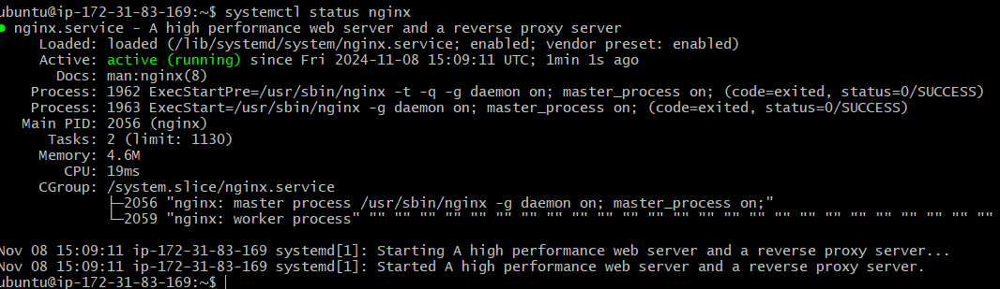 ubuntu@ip-172-31-83-169:~$ systemctl status nginx
● nginx.service - A high performance web server and a reverse proxy server
Loaded: loaded (/lib/systemd/system/nginx.service; enabled; vendor preset: enabled)
Active: active (running) since Fri 2024-11-08 15:09:11 UTC; 1min 1s ago
Docs: man:nginx(8)
Process: 1962 ExecStartPre=/usr/sbin/nginx -t -q -g daemon on; master_process on; (code=exited, status=0/SUCCESS)
Process: 1963 ExecStart=/usr/sbin/nginx -g daemon on; master_process on; (code=exited, status=0/SUCCESS)
Main PID: 2056 (nginx)
Tasks: 2 (limit: 1130)
Memory: 4.6M
CPU: 19ms
CGroup: /system.slice/nginx.service
├─2056 "nginx: master process /usr/sbin/nginx -g daemon on; master_process on;"
└─2059 "nginx: worker process" "" "" "" "" "" "" "" "" "" "" "" "" "" "" "" "" "" "" "" "" "" "" "" "" ""
Nov 08 15:09:11 ip-172-31-83-169 systemd[1]: Starting A high performance web server and a reverse proxy server...
Nov 08 15:09:11 ip-172-31-83-169 systemd[1]: Started A high performance web server and a reverse proxy server.
ubuntu@ip-172-31-83-169:~$